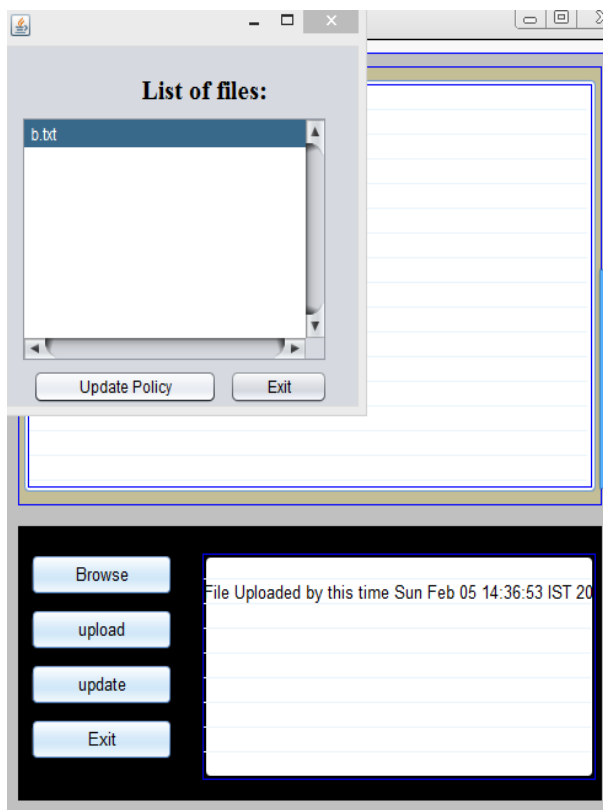 List of files:
b.txt
Update Policy
Exit
Browse
upload
update
Exit
File Uploaded by this time Sun Feb 05 14:36:53 IST 20